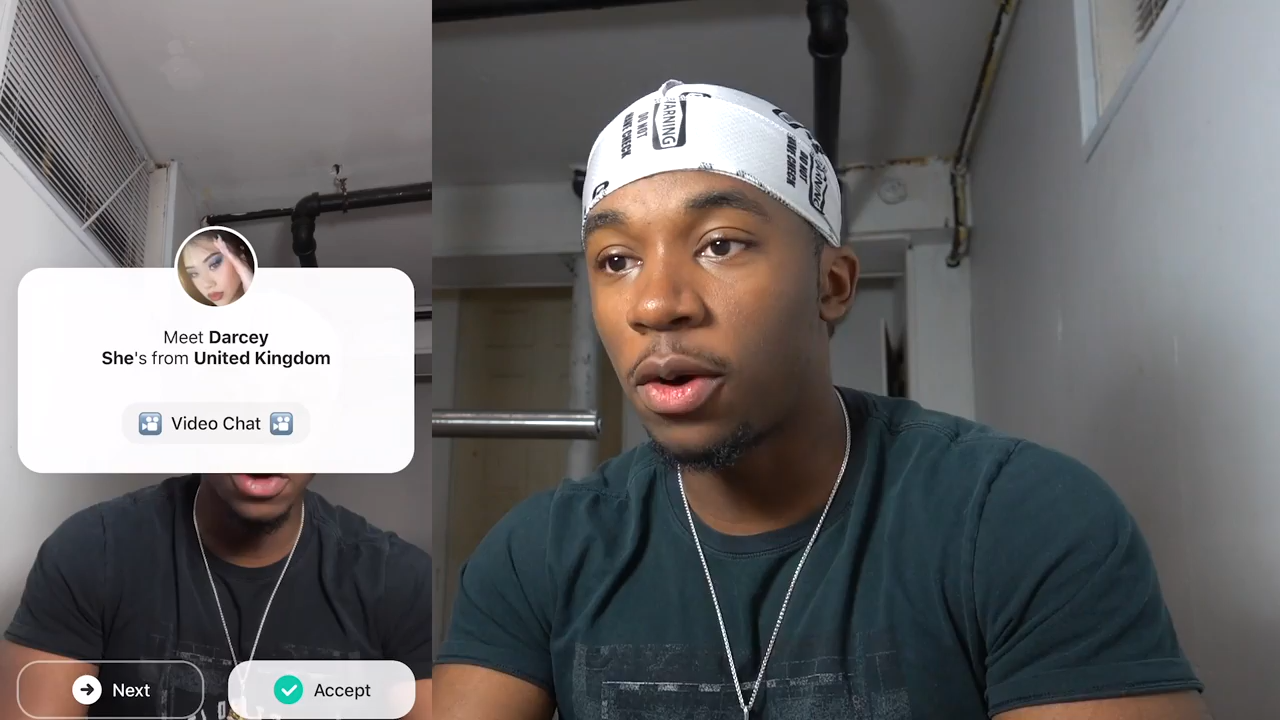 Meet Darcey
She's from United Kingdom
Video Chat
Next
Accept
WARNING
DO NOT